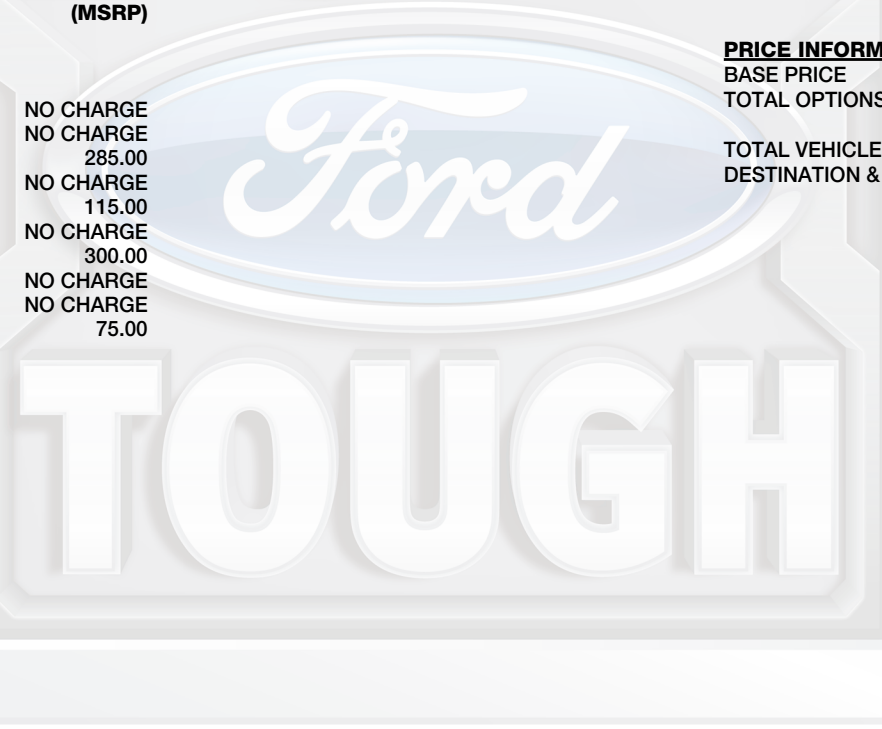 (MSRP)
NO CHARGE
NO CHARGE
285.00
NO CHARGE
115.00
NO CHARGE
300.00
NO CHARGE
NO CHARGE
75.00
PRICE INFORM
BASE PRICE
TOTAL OPTIONS
TOTAL VEHICLE
DESTINATION &
Ford
TOUGH